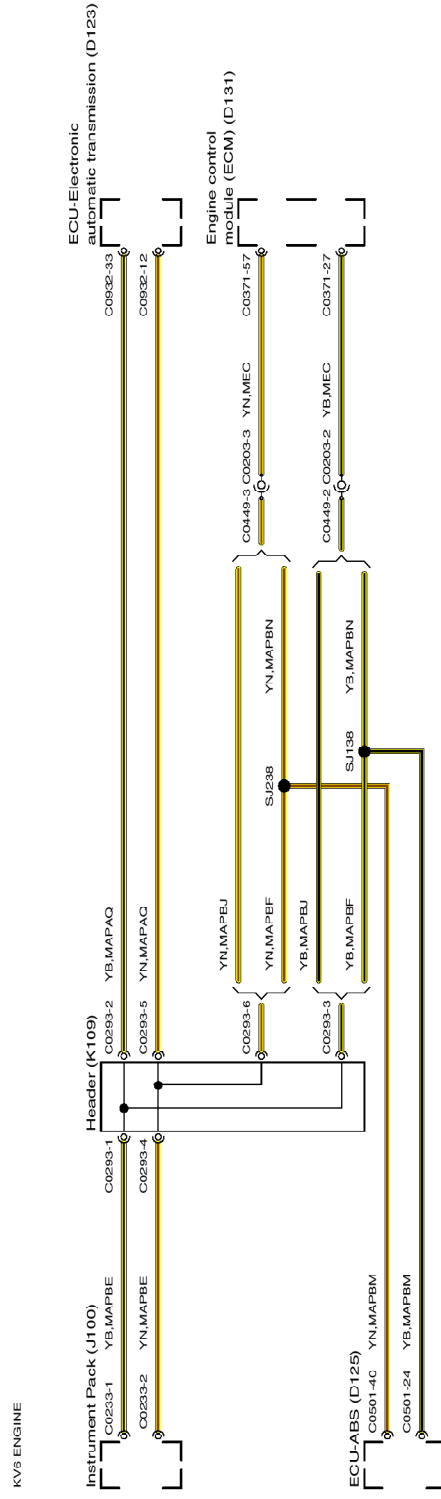 KV6 ENGINE
Instrument Pack (J100)
C0233-1
YB,MAPBE
C0233-2
YN,MAPBE
C0293-1
C0293-4
Header (K109)
C0293-2
YB,MAPAQ
C0293-5
YN,MAPAQ
C0932-33
C0932-12
ECU-Electronic
automatic transmission (D123)
C0293-6
C0293-3
YN,MAPEJ
YN,MAPBF
YB,MAPBJ
YB,MAPBF
SJ238
SJ138
YN,MAPBN
YB,MAPBN
C0449-3
C0203-3
YN,MEC
C0371-57
C0449-2
C0203-2
YB,MEC
C0371-27
Engine control
module (ECM) (D131)
ECU-ABS (D125)
C0501-40
YN,MAPBM
C0501-24
YB,MAPBM